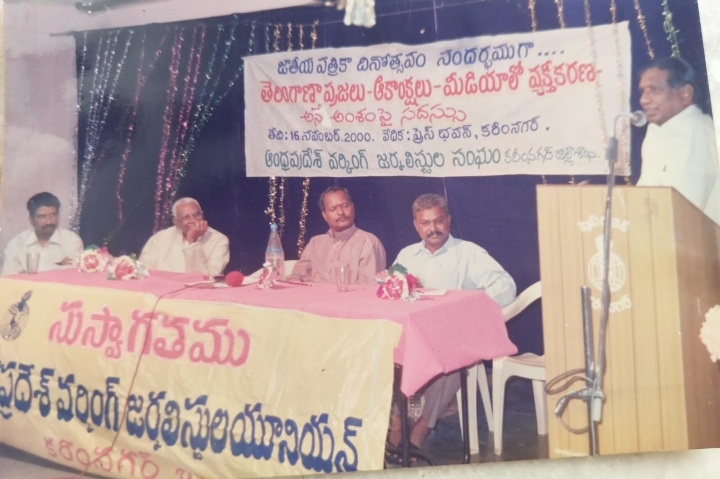 జాతీయ పత్రికా దినోత్సవం సందర్భముగా....
తెలంగాణా ప్రజలు-ఆకాంక్షలు-మీడియాలో వ్యక్తీకరణ-
అనే అంశంపై సదస్సు
తేది: 16 నవంబర్. 2000. వేదిక: ప్రెస్ భవన్, కరీంనగర్.
ఆంధ్రప్రదేశ్ వర్కింగ్ జర్నలిస్టుల సంఘం కరీంనగర్ జిల్లాశాఖ.
సుస్వాగతము
ప్రదేశ్ వర్కింగ్ జర్నలిస్టుల యూనియన్
కరీంనగర్